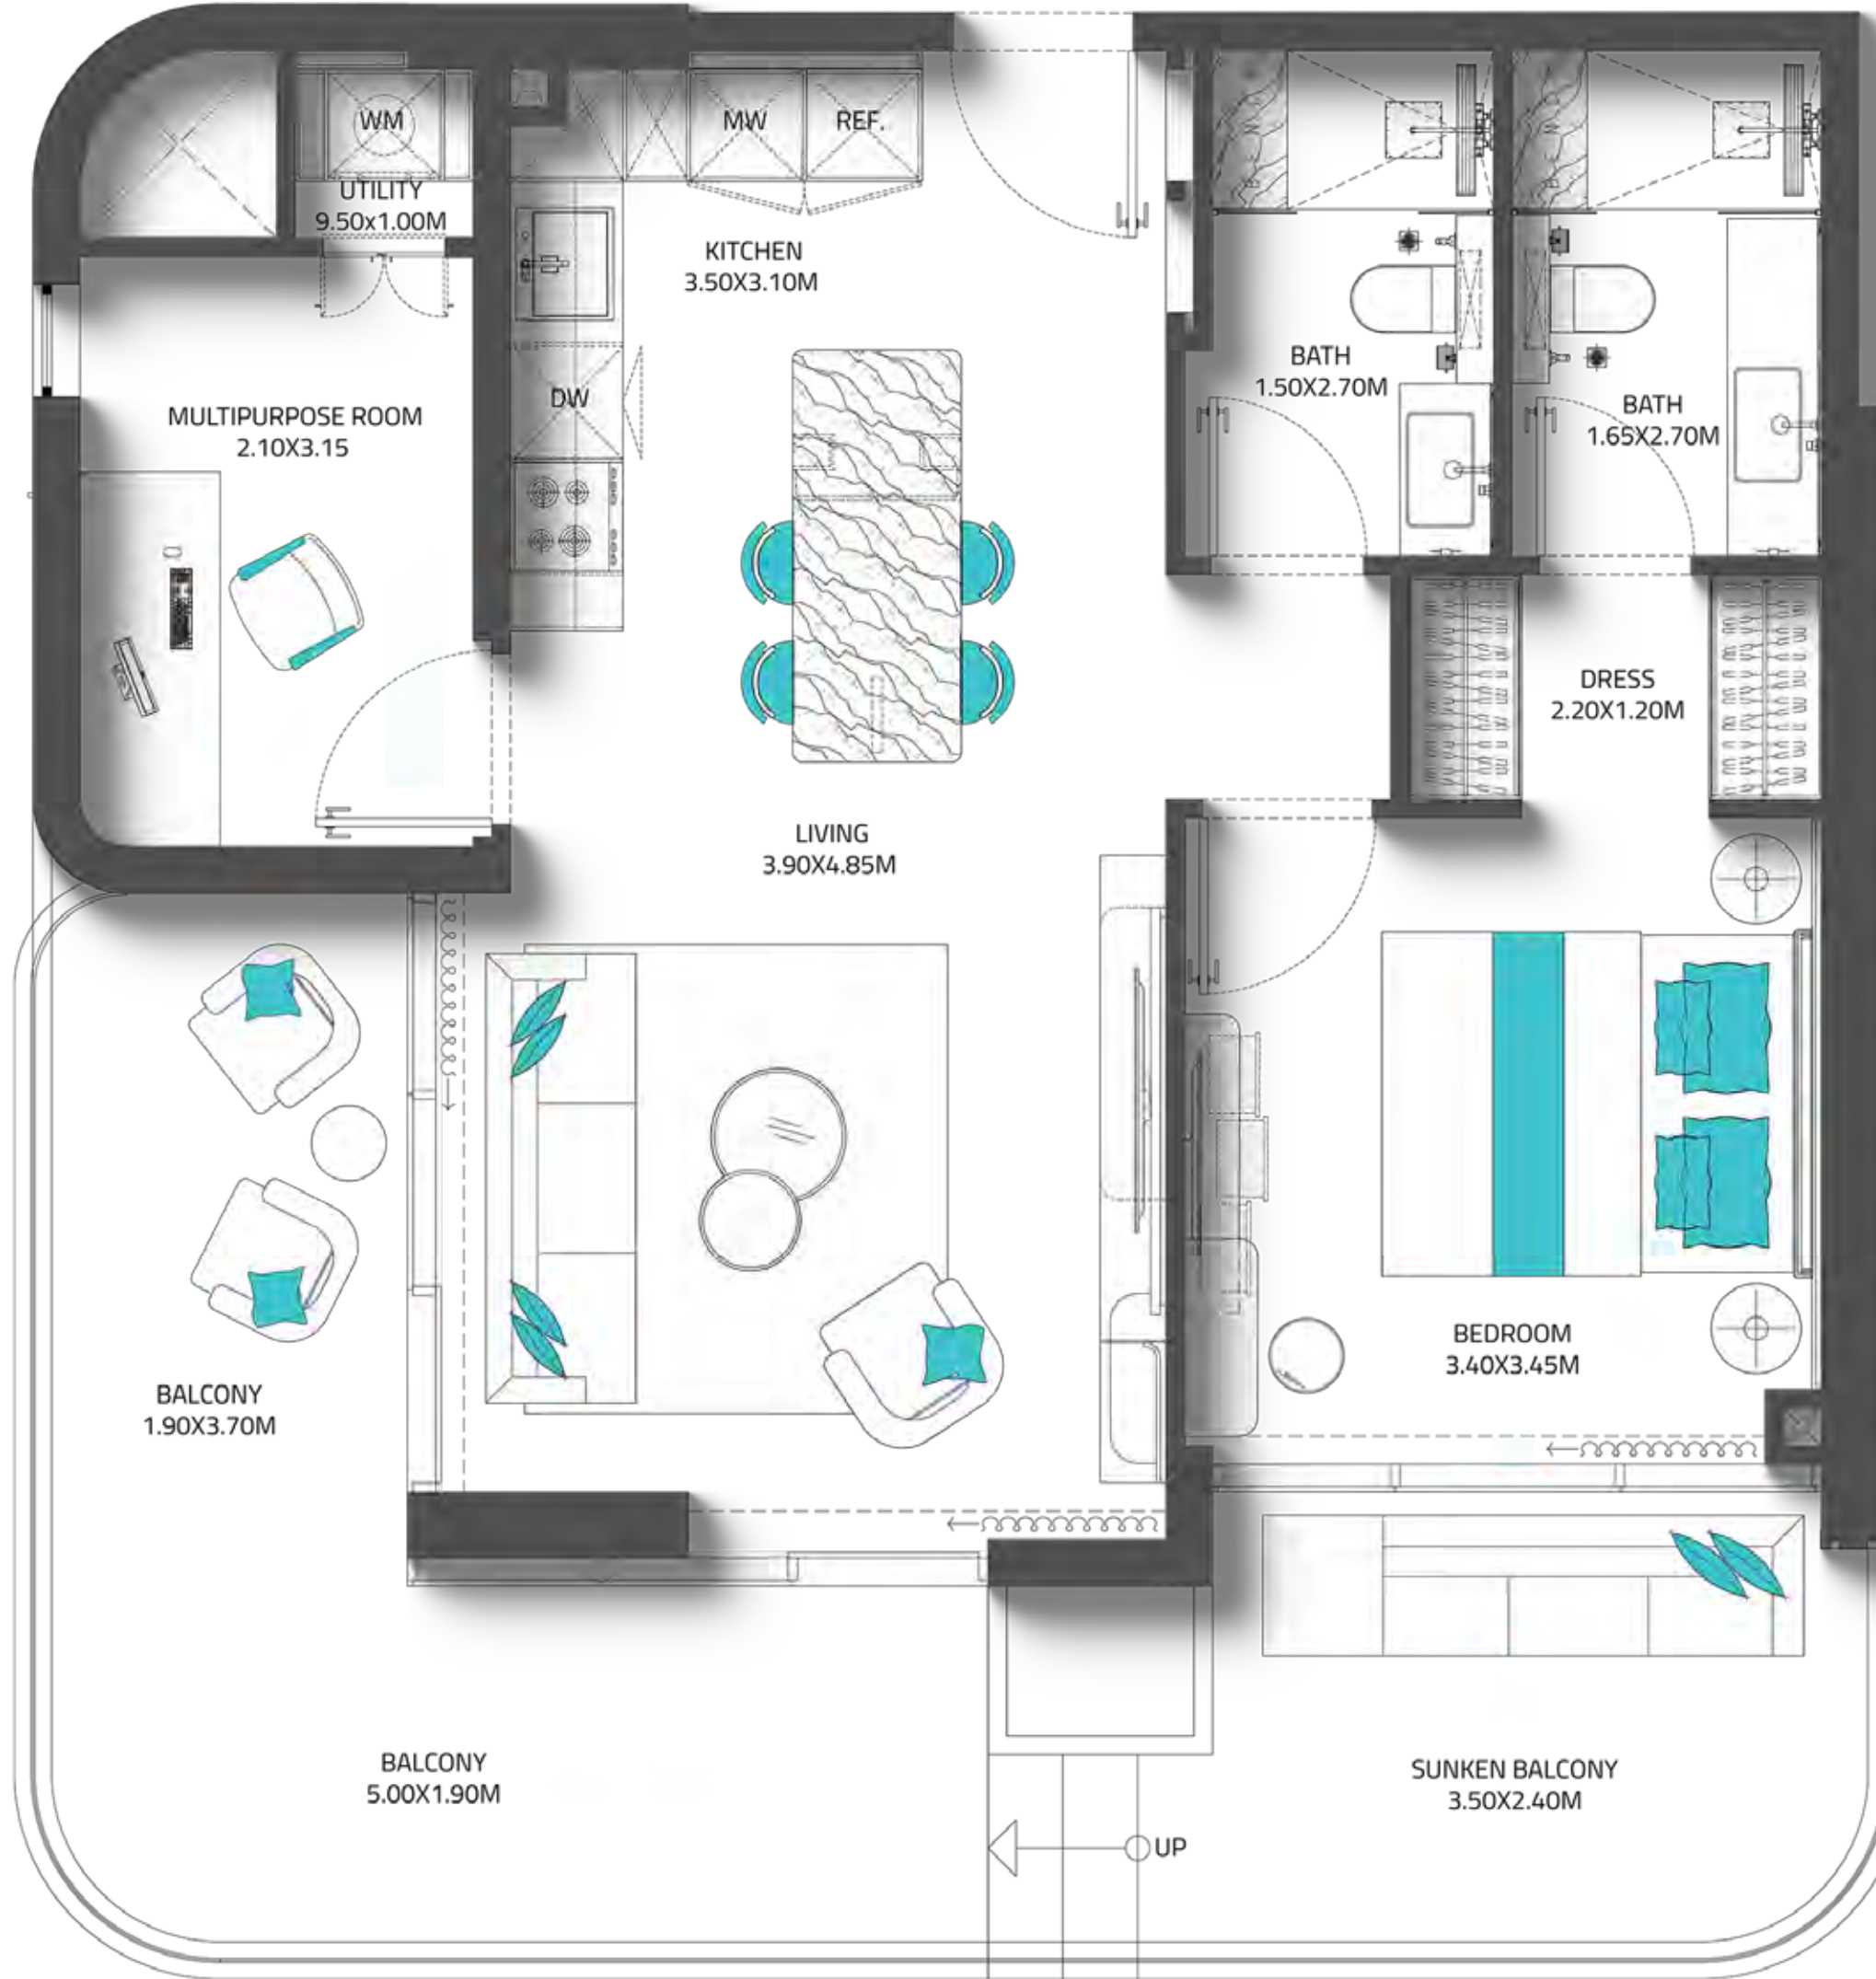 WM
MW
REF.
UTILITY
9.50x1.00M
KITCHEN
3.50X3.10M
BATH
1.50X2.70M
BATH
1.65X2.70M
DW
MULTIPURPOSE ROOM
2.10X3.15
DRESS
2.20X1.20M
LIVING
3.90X4.85M
BEDROOM
3.40X3.45M
BALCONY
1.90X3.70M
BALCONY
5.00X1.90M
SUNKEN BALCONY
3.50X2.40M
UP